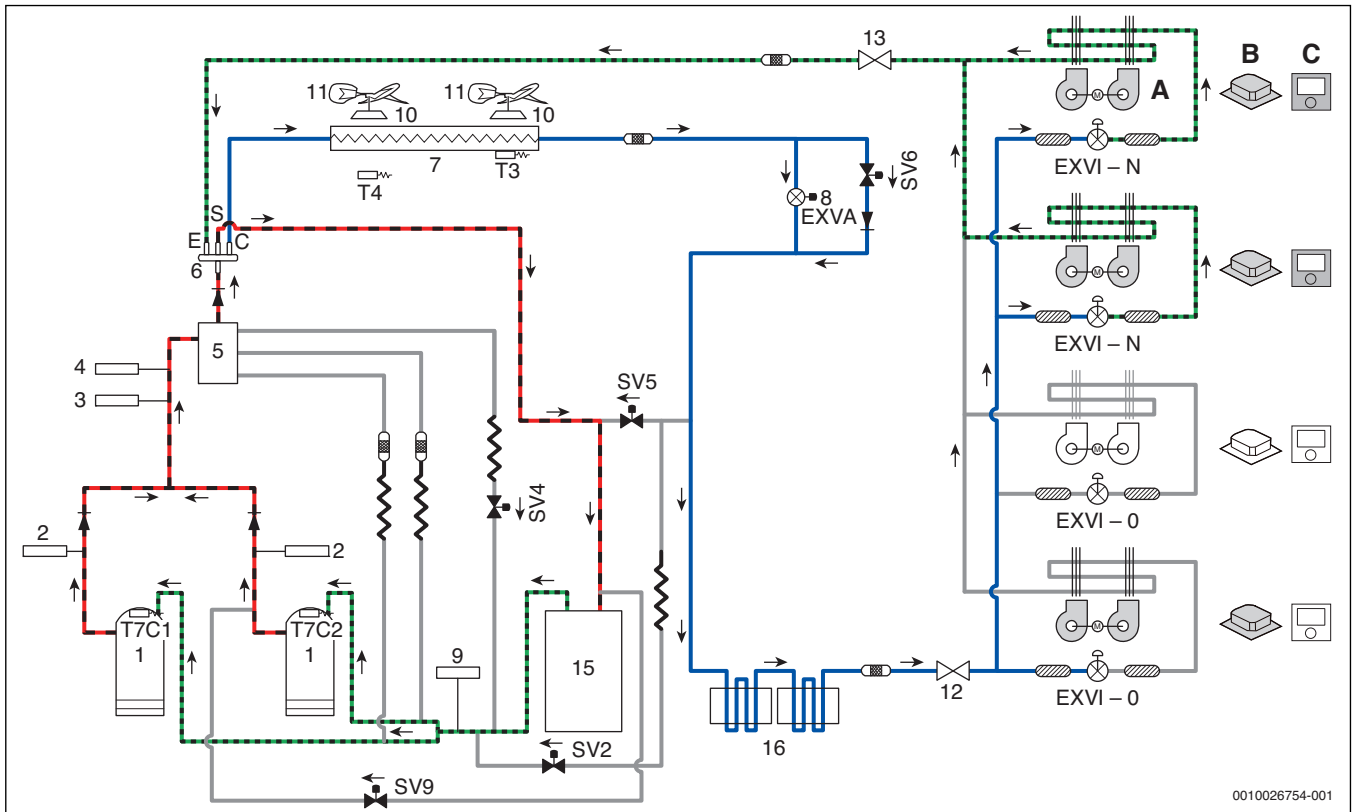 13
B
C
11
11
10
10
A
7
T3
T4
SV6
EXVI – N
8
EXVA
S
E
C
6
5
4
3
SV5
EXVI – N
SV4
2
2
EXVI – 0
T7C1
1
T7C2
1
9
15
12
16
EXVI – 0
SV2
SV9
M
M
M
M
0010026754-001